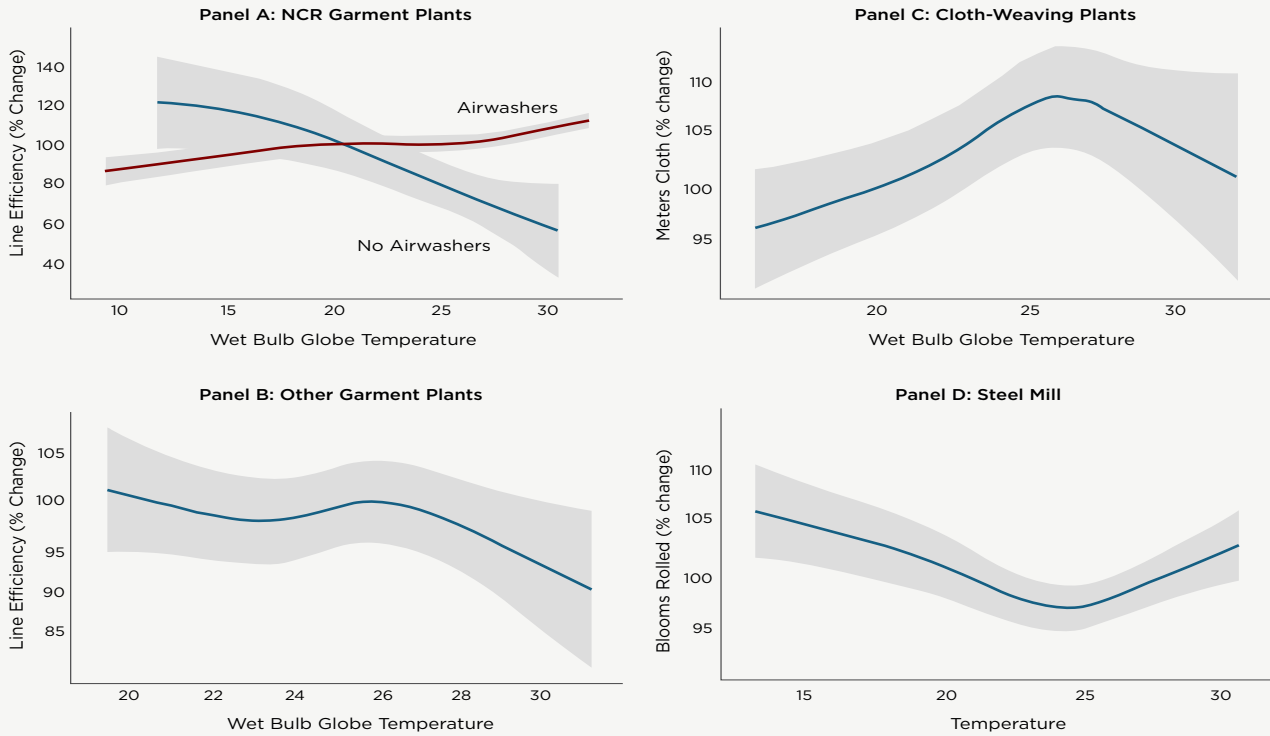 Panel A: NCR Garment Plants
Line Efficiency (% Change)
140
120
100
80
60
40
Airwashers
No Airwashers
10 15 20 25 30
Wet Bulb Globe Temperature
Panel C: Cloth-Weaving Plants
Meters Cloth (% change)
110
105
100
95
20 25 30
Wet Bulb Globe Temperature
Panel B: Other Garment Plants
Line Efficiency (% Change)
105
100
95
90
85
20 22 24 26 28 30
Wet Bulb Globe Temperature
Panel D: Steel Mill
Blooms Rolled (% change)
110
105
100
95
15 20 25 30
Temperature